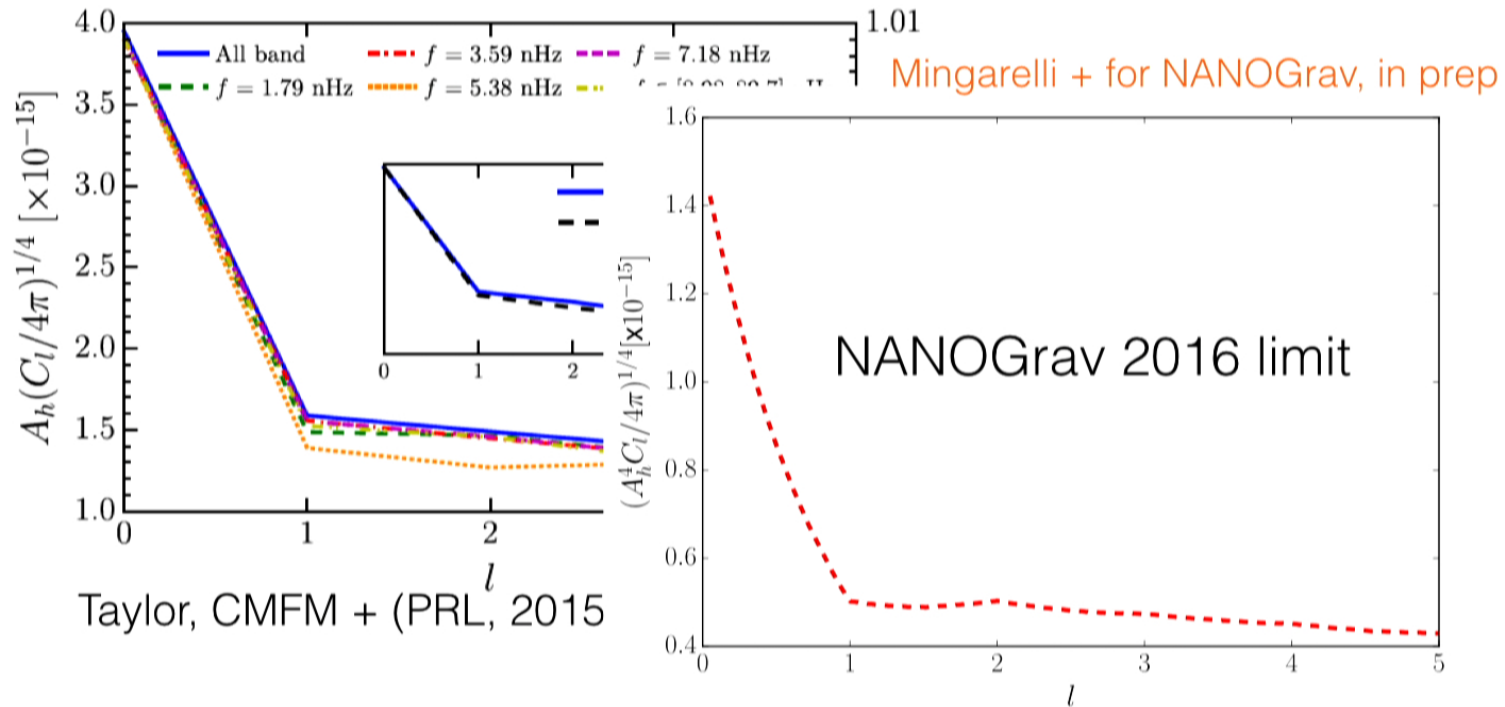 4.0
1.01
All band
f = 3.59 nHz
f = 7.18 nHz
f = 1.79 nHz
f = 5.38 nHz
Mingarelli + for NANOGrav, in prep
3.5
3.0
2.5
2.0
1.5
1.0
A_h(C_l/4π)^{1/4} [×10^{-15}]
0
1
2
0
1
2
l
Taylor, CMFM + (PRL, 2015
1.6
1.4
1.2
1.0
0.8
0.6
0.4
(A_h^4C_l/4π)^{1/4}[x10^{-15}]
NANOGrav 2016 limit
0
1
2
3
4
5
l